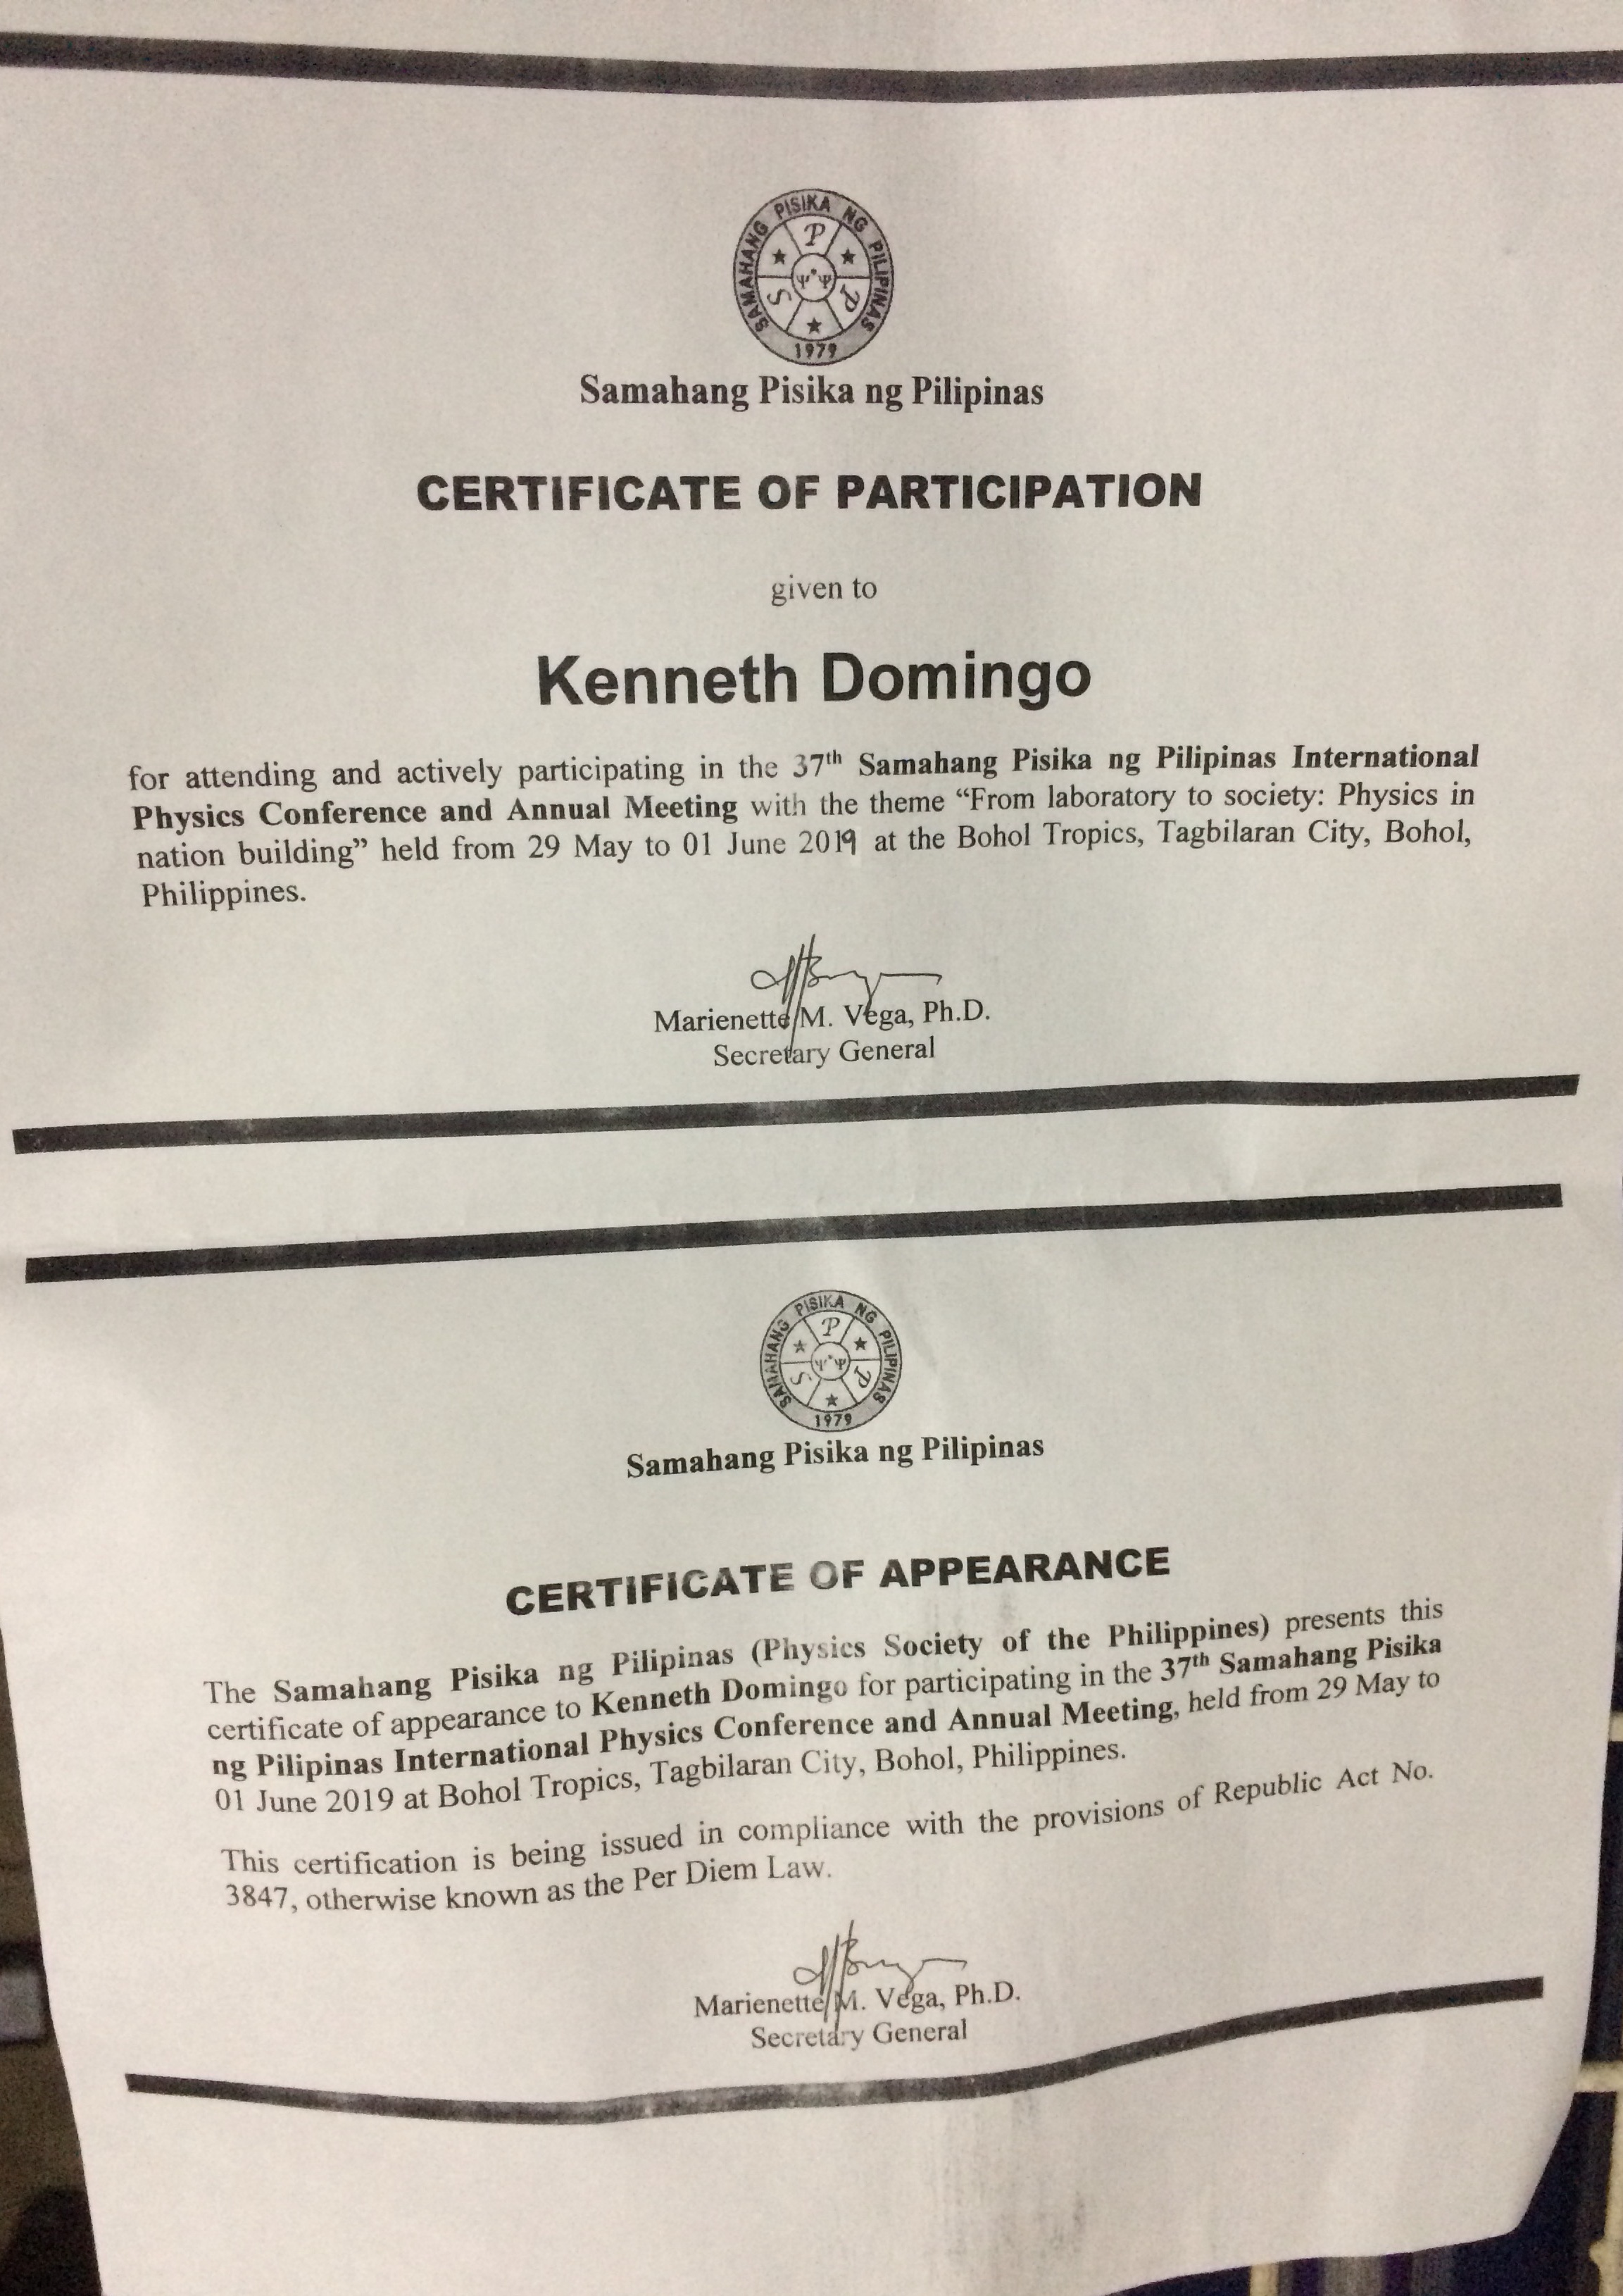 SAMAHANG PISIKA NG PILIPINAS
P
S P
Ψ Ψ
1979
Samahang Pisika ng Pilipinas
CERTIFICATE OF PARTICIPATION
given to
Kenneth Domingo
for attending and actively participating in the 37th Samahang Pisika ng Pilipinas International
Physics Conference and Annual Meeting with the theme “From laboratory to society: Physics in
nation building” held from 29 May to 01 June 2019 at the Bohol Tropics, Tagbilaran City, Bohol,
Philippines.
Marienette M. Vega, Ph.D.
Secretary General
SAMAHANG PISIKA NG PILIPINAS
P
S P
Ψ Ψ
1979
Samahang Pisika ng Pilipinas
CERTIFICATE OF APPEARANCE
The Samahang Pisika ng Pilipinas (Physics Society of the Philippines) presents this
certificate of appearance to Kenneth Domingo for participating in the 37th Samahang Pisika
ng Pilipinas International Physics Conference and Annual Meeting, held from 29 May to
01 June 2019 at Bohol Tropics, Tagbilaran City, Bohol, Philippines.
This certification is being issued in compliance with the provisions of Republic Act No.
3847, otherwise known as the Per Diem Law.
Marienette M. Vega, Ph.D.
Secretary General